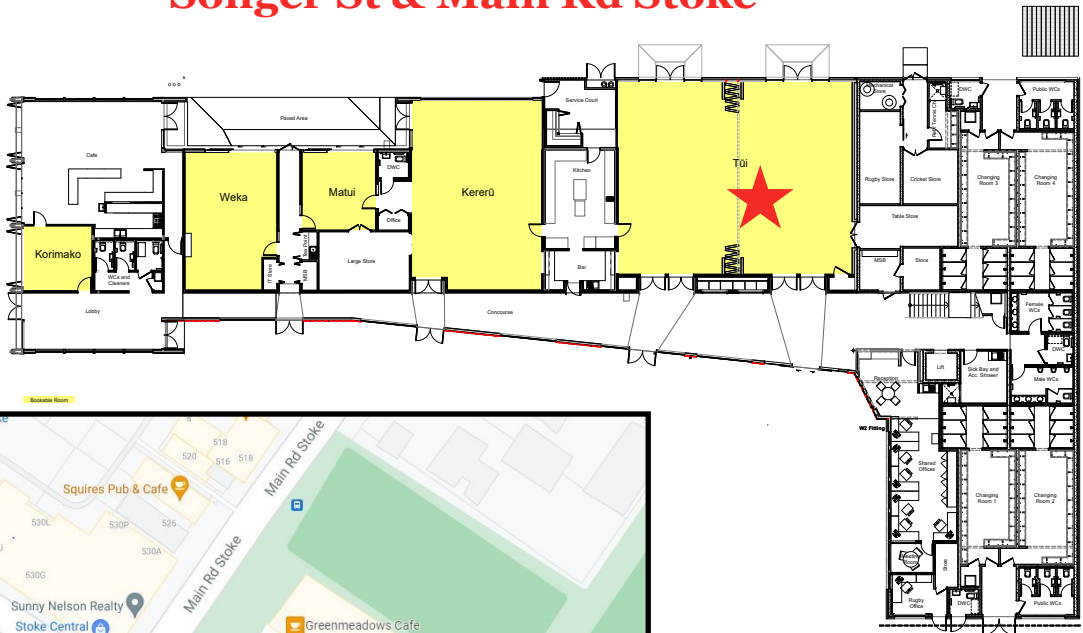 Songer St & Main Rd Stoke
Service Court
Mechanical
Store
DWC
Public WCs
Paved Area
Cafe
Tūi
Kitchen
DWC
Weka
Matui
Kererū
Rugby Store
Cricket Store
Changing
Room 3
Changing
Room 4
Office
Table Store
Korimako
Tea Point
Large Store
IT Store
MSB
WCs and
Cleaners
Bar
MSB
Store
Lobby
Concourse
Female
WCs
DWC
Lift
Sick Bay and
Acc. Shower
Reception
Male WCs
Bookable Room
W2 Fitting
Shared
Offices
Changing
Room 1
Changing
Room 2
Meeting
Room
Store
Rugby
Office
DWC
Public WCs
518
520
516
518
Main Rd Stoke
Squires Pub & Cafe
530L
530P
526
530A
Main Rd Stoke
530G
Sunny Nelson Realty
Stoke Central
Greenmeadows Cafe